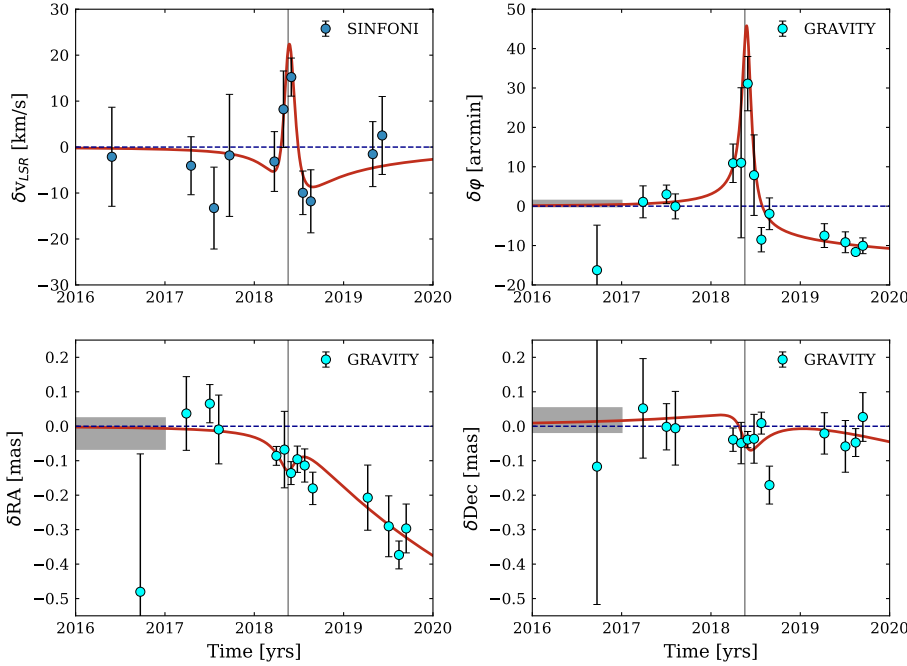 SINFONI
δv_LSR [km/s]
30
20
10
0
−10
−20
−30
2016 2017 2018 2019 2020
GRAVITY
δφ [arcmin]
50
40
30
20
10
0
−10
−20
2016 2017 2018 2019 2020
GRAVITY
δRA [mas]
0.2
0.1
0.0
−0.1
−0.2
−0.3
−0.4
−0.5
2016 2017 2018 2019 2020
Time [yrs]
GRAVITY
δDec [mas]
0.2
0.1
0.0
−0.1
−0.2
−0.3
−0.4
−0.5
2016 2017 2018 2019 2020
Time [yrs]